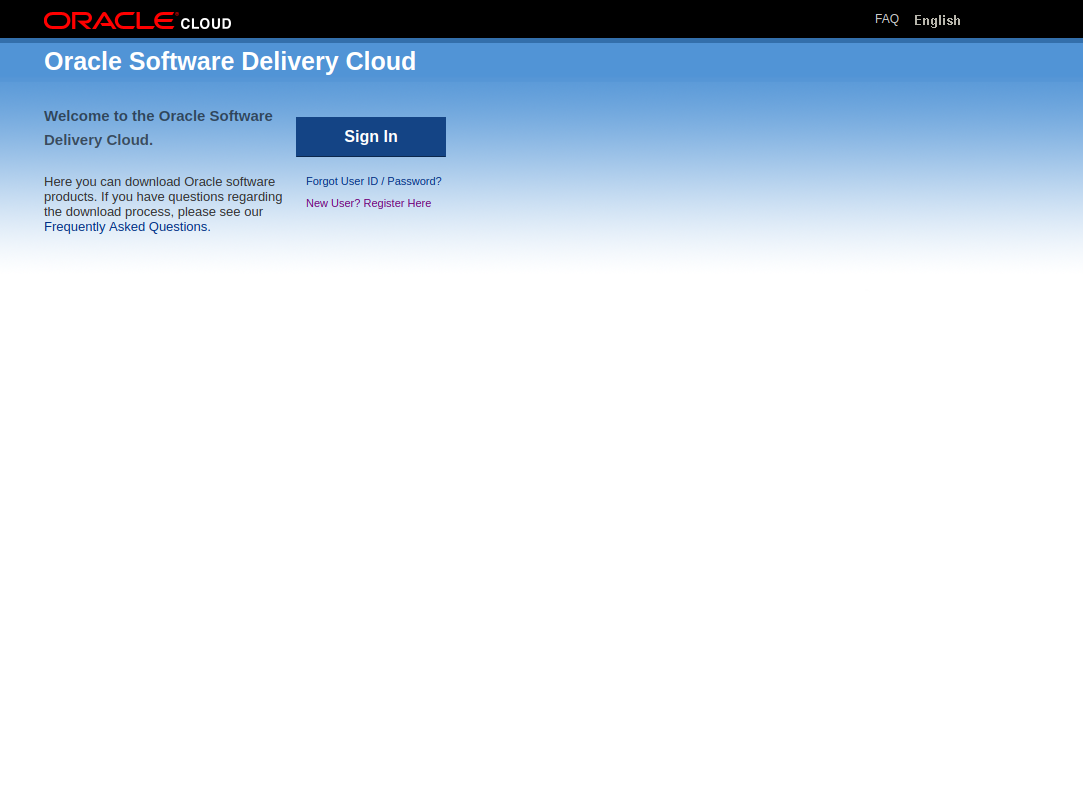 ORACLE CLOUD
FAQ English
Oracle Software Delivery Cloud
Welcome to the Oracle Software
Delivery Cloud.
Here you can download Oracle software
products. If you have questions regarding
the download process, please see our
Frequently Asked Questions.
Sign In
Forgot User ID / Password?
New User? Register Here